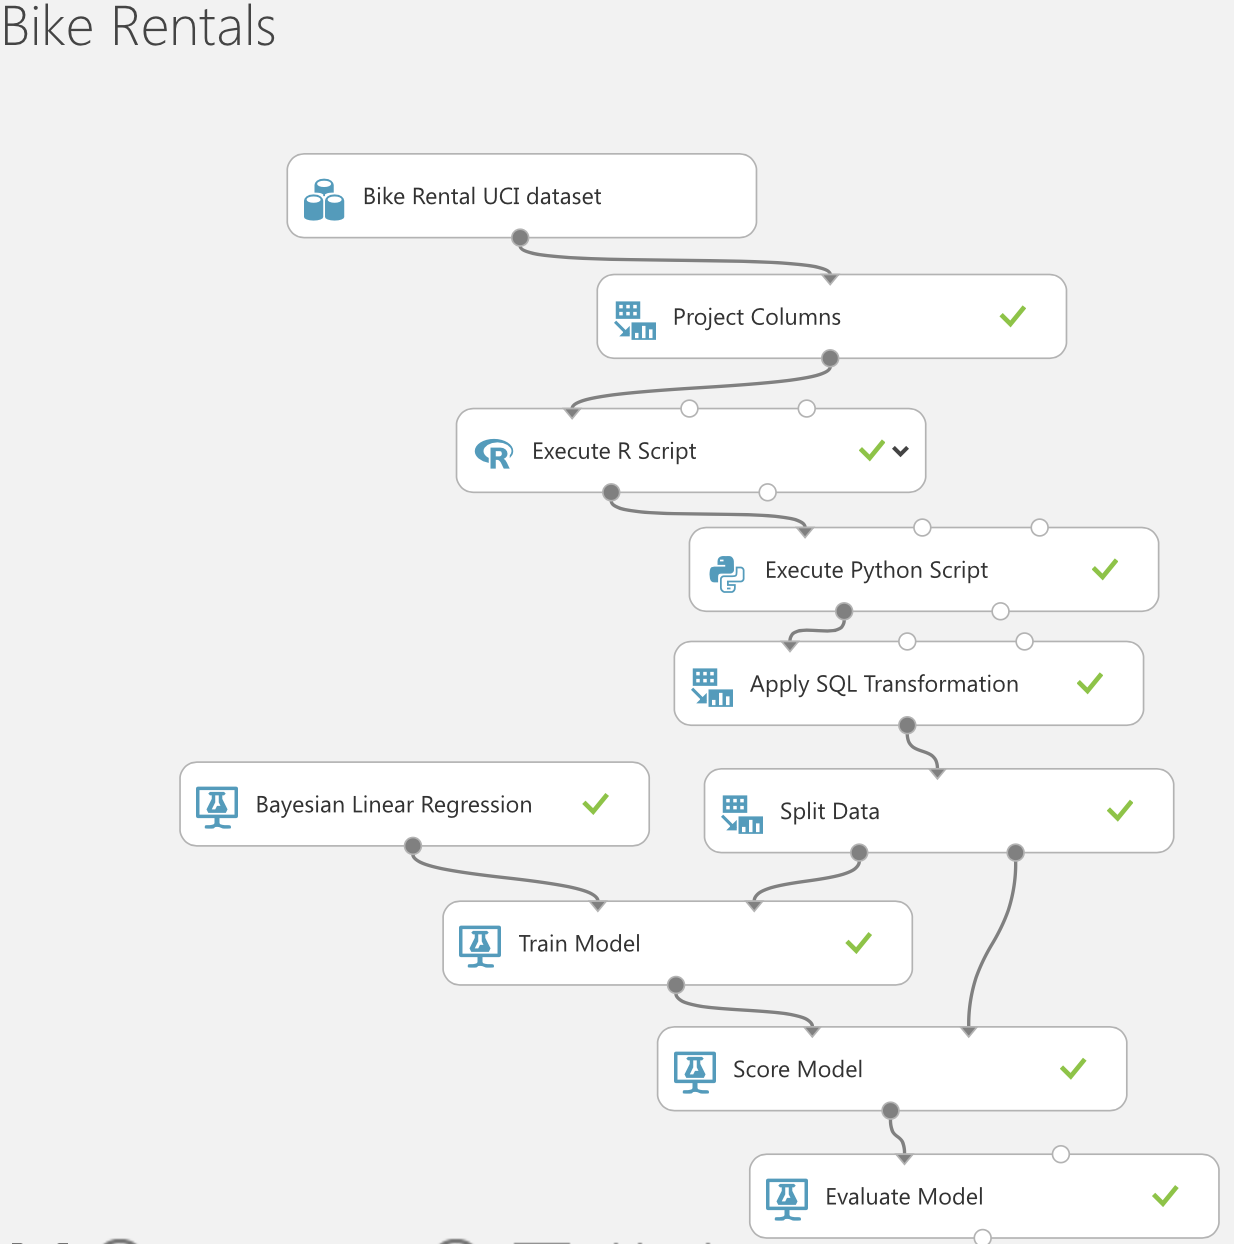 Bike Rentals
Bike Rental UCI dataset
Project Columns
Execute R Script
Execute Python Script
Apply SQL Transformation
Bayesian Linear Regression
Split Data
Train Model
Score Model
Evaluate Model